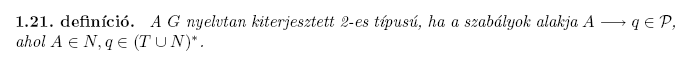 1.21. definíció. A G nyelvtan kiterjesztett 2-es típusú, ha a szabályok alakja A ⟶ q ∈ 𝒫,
ahol A ∈ N, q ∈ (T ∪ N)*.